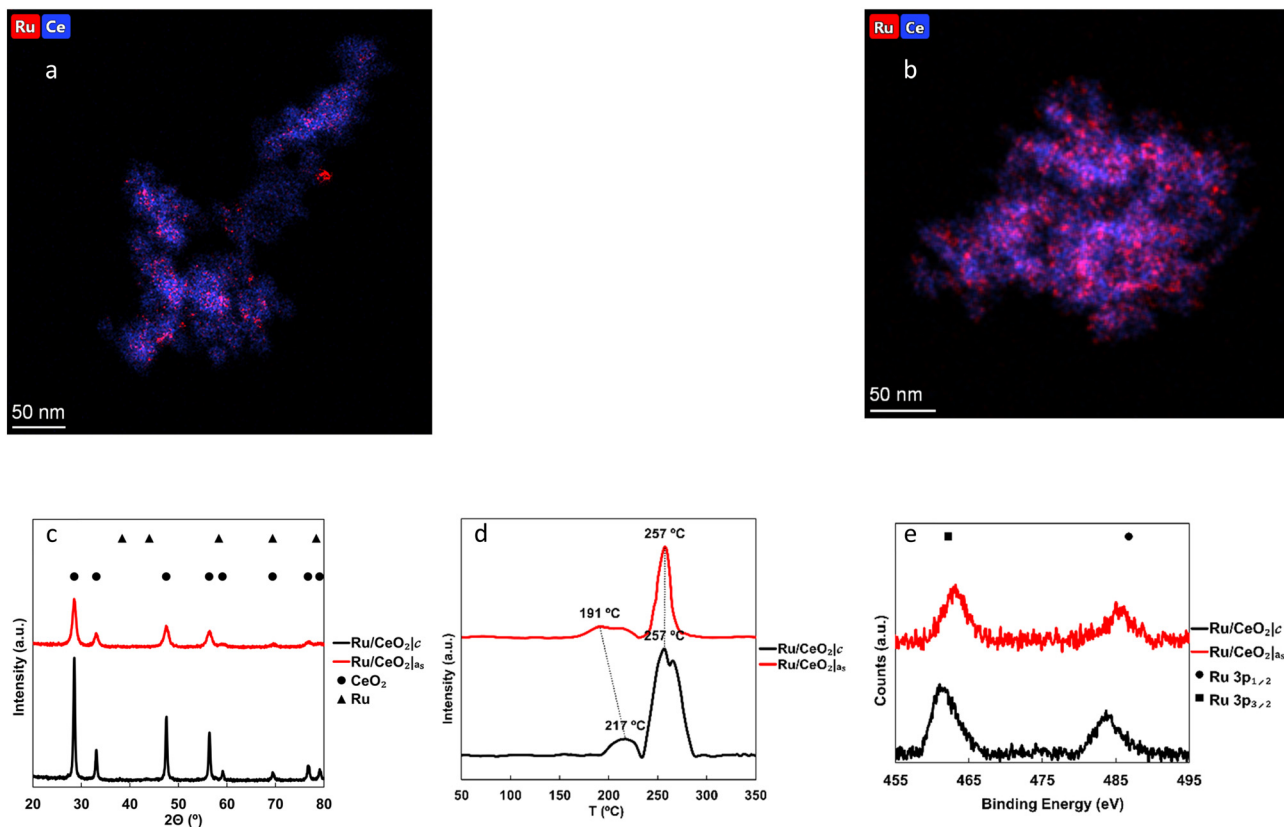 Ru Ce
a
50 nm
Ru Ce
b
50 nm
c
Intensity (a.u.)
20 30 40 50 60 70 80
2Θ (º)
Ru/CeO₂|c
Ru/CeO₂|as
CeO₂
Ru
d
257 ºC
191 ºC
257 ºC
217 ºC
Intensity (a.u.)
50 100 150 200 250 300 350
T (ºC)
Ru/CeO₂|c
Ru/CeO₂|as
e
Counts (a.u.)
455 465 475 485 495
Binding Energy (eV)
Ru/CeO₂|c
Ru/CeO₂|as
Ru 3p₁/₂
Ru 3p₃/₂